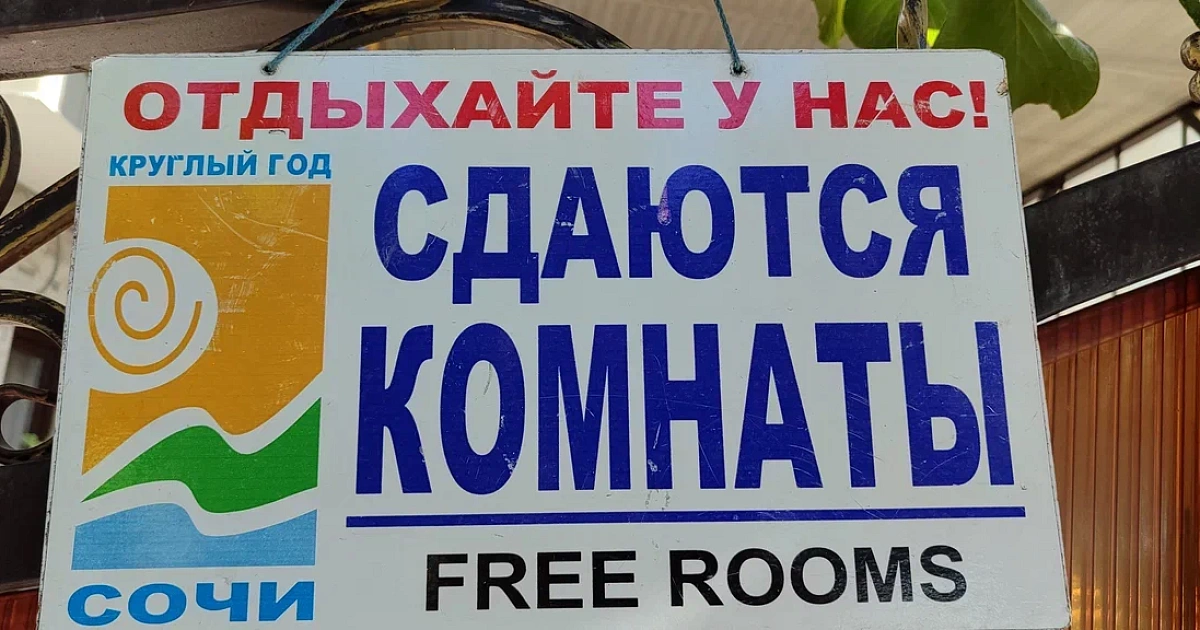 ОТДЫХАЙТЕ У НАС!
КРУГЛЫЙ ГОД
СДАЮТСЯ
КОМНАТЫ
СОЧИ
FREE ROOMS